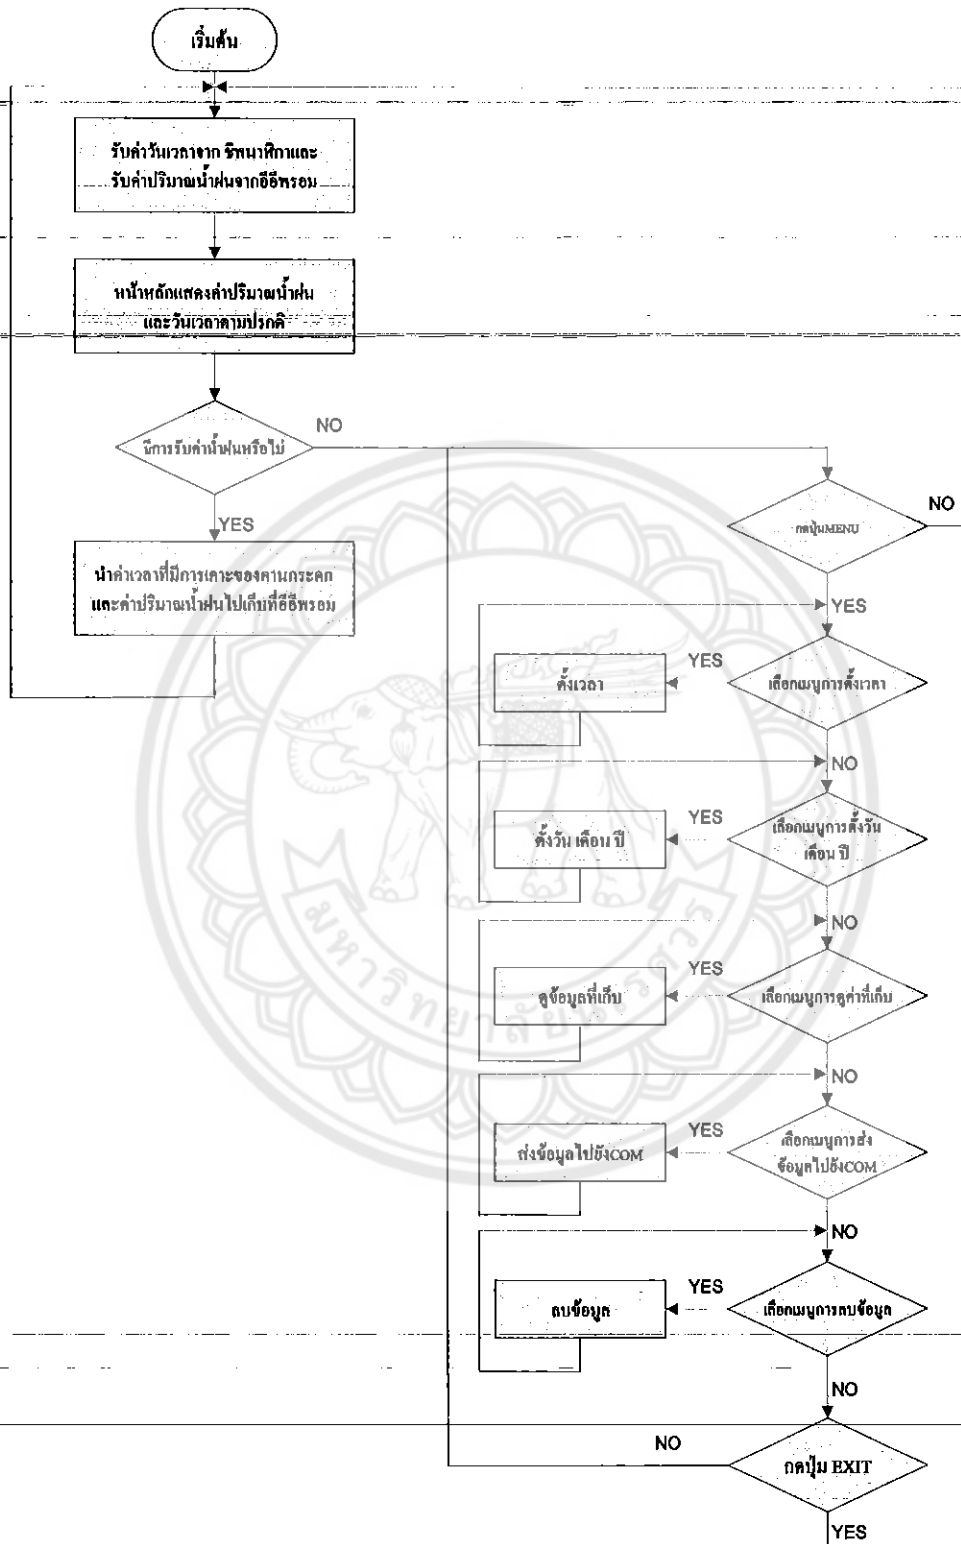 เริ่มต้น
รับค่าวันเวลาจาก ชิพนาฬิกาและ
รับค่าปริมาณน้ำฝนจากอีอีพรอม
หน้าหลักแสดงค่าปริมาณน้ำฝน
และวันเวลาตามปรกติ
มีการรับค่าน้ำฝนหรือไม่
NO
YES
นำค่าเวลาที่มีการเคาะของคานกระดก
และค่าปริมาณน้ำฝนไปเก็บที่อีอีพรอม
กดปุ่มMENU
NO
YES
เลือกเมนูการตั้งเวลา
YES
ตั้งเวลา
NO
เลือกเมนูการตั้งวัน
เดือน ปี
YES
ตั้งวัน เดือน ปี
NO
เลือกเมนูการดูค่าที่เก็บ
YES
ดูข้อมูลที่เก็บ
NO
เลือกเมนูการส่ง
ข้อมูลไปยังCOM
YES
ส่งข้อมูลไปยังCOM
NO
เลือกเมนูการลบข้อมูล
YES
ลบข้อมูล
NO
กดปุ่ม EXIT
NO
YES
มหาวิทยาลัยนเรศวร